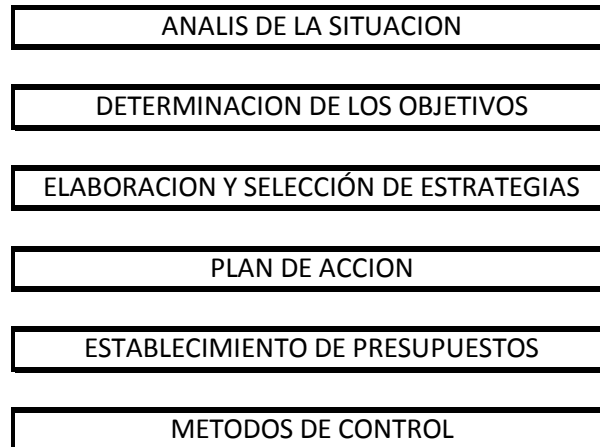 ANALIS DE LA SITUACION
DETERMINACION DE LOS OBJETIVOS
ELABORACION Y SELECCIÓN DE ESTRATEGIAS
PLAN DE ACCION
ESTABLECIMIENTO DE PRESUPUESTOS
METODOS DE CONTROL